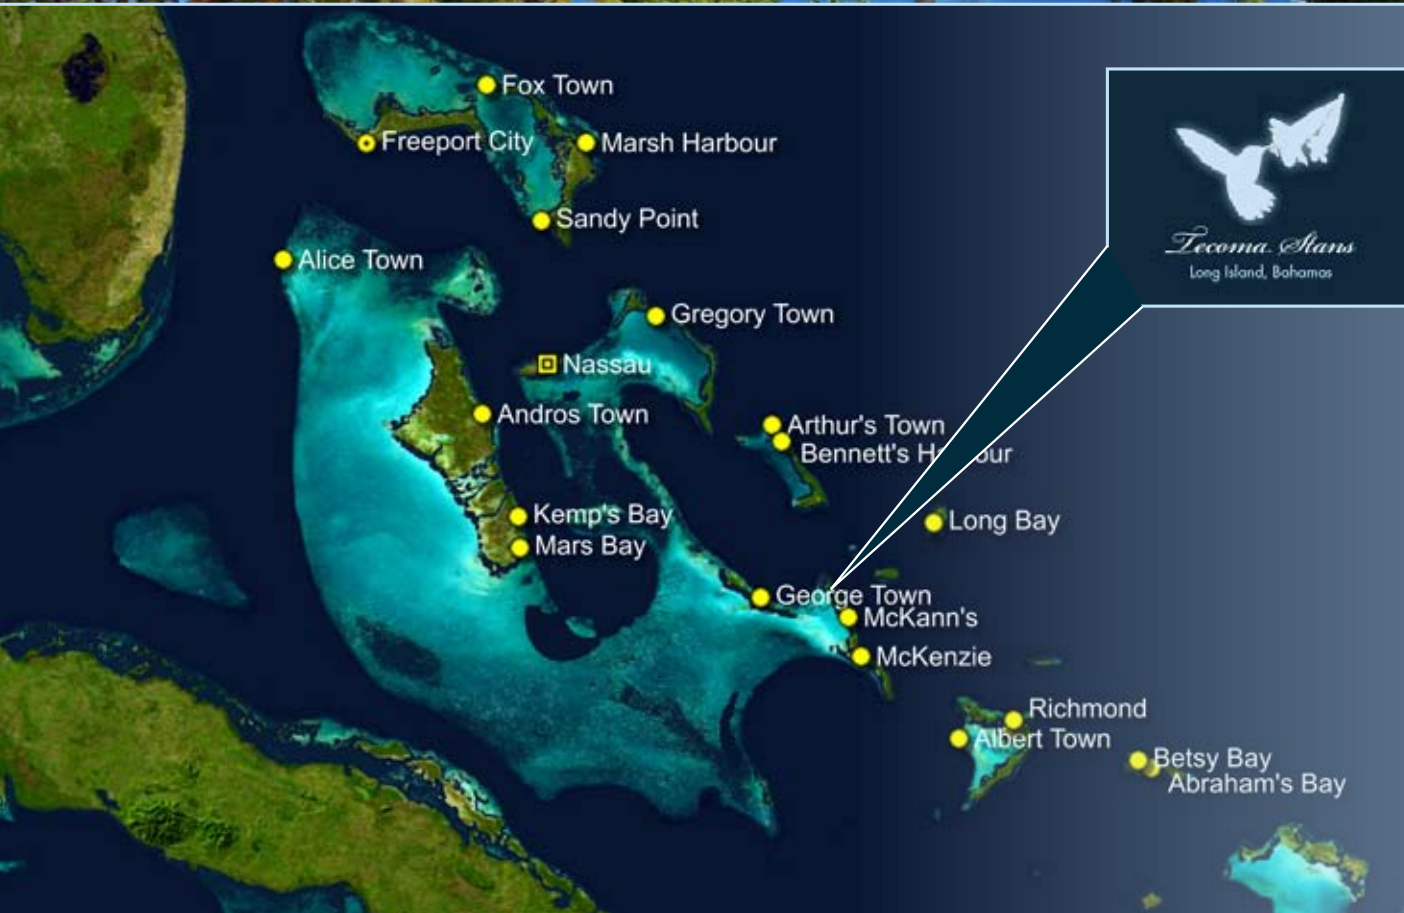 Fox Town
Freeport City
Marsh Harbour
Sandy Point
Alice Town
Tecoma Stans
Long Island, Bahamas
Gregory Town
Nassau
Andros Town
Arthur's Town
Bennett's H our
Kemp's Bay
Long Bay
Mars Bay
George Town
McKann's
McKenzie
Richmond
Albert Town
Betsy Bay
Abraham's Bay